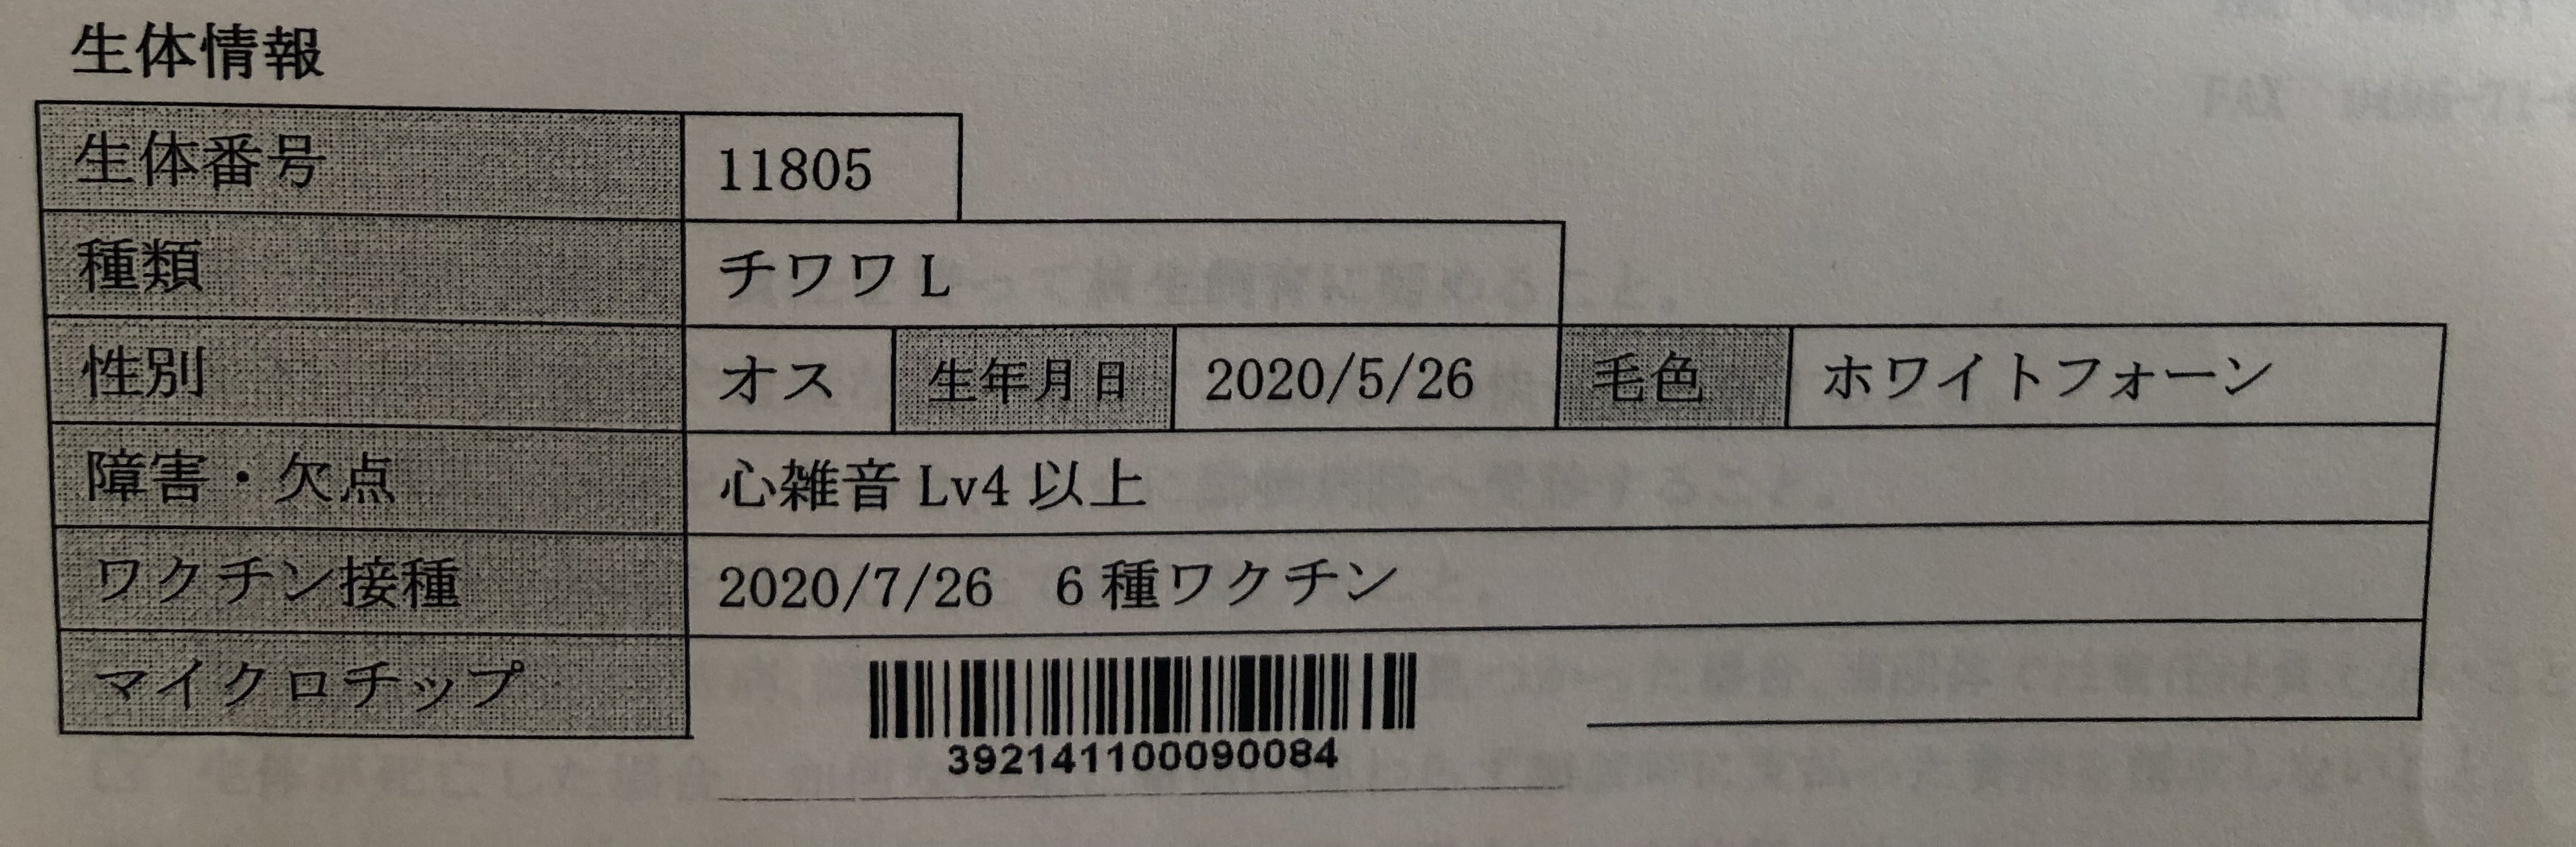 生体情報
生体番号 11805
種類 チワワ L
性別 オス 生年月日 2020/5/26 毛色 ホワイトフォーン
障害・欠点 心雑音 Lv4 以上
ワクチン接種 2020/7/26 6 種ワクチン
マイクロチップ
392141100090084